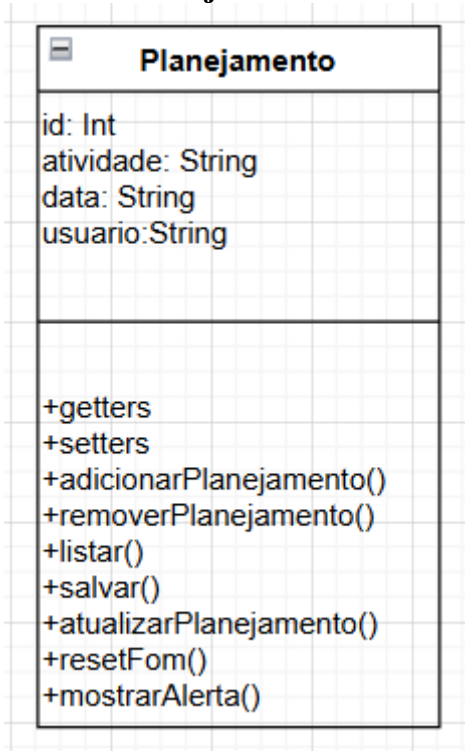 Planejamento
id: Int
atividade: String
data: String
usuario:String
+getters
+setters
+adicionarPlanejamento()
+removerPlanejamento()
+listar()
+salvar()
+atualizarPlanejamento()
+resetFom()
+mostrarAlerta()